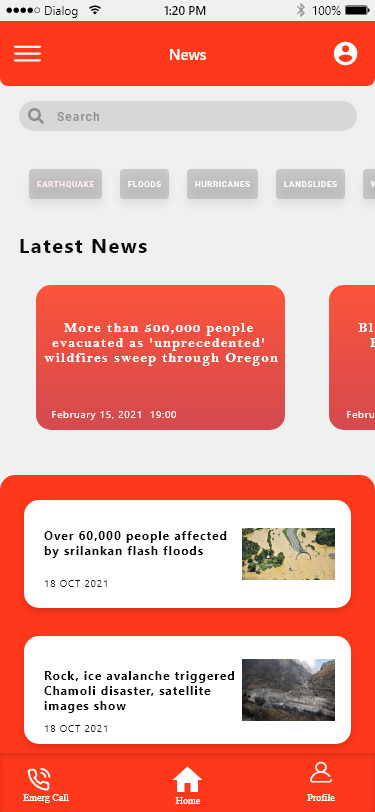 Dialog 1:20 PM 100%
News
Search
EARTHQUAKE FLOODS HURRICANES LANDSLIDES W
Latest News
More than 500,000 people
evacuated as 'unprecedented'
wildfires sweep through Oregon
February 15, 2021 19:00
Bl
Febru
Over 60,000 people affected
by srilankan flash floods
18 OCT 2021
Rock, ice avalanche triggered
Chamoli disaster, satellite
images show
18 OCT 2021
Emerg Call Home Profile